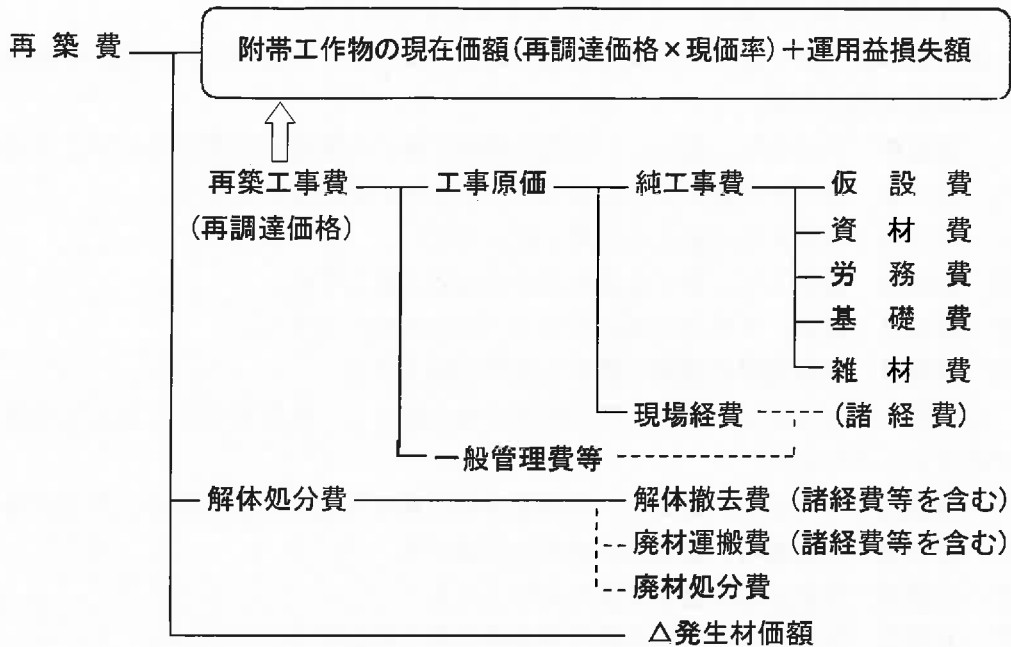 再築費 附帯工作物の現在価額(再調達価格×現価率)+運用益損失額
再築工事費 工事原価 純工事費 仮設費
(再調達価格) 資材費
労務費
基礎費
雑材費
現場経費 (諸経費)
一般管理費等
解体処分費 解体撤去費(諸経費等を含む)
廃材運搬費(諸経費等を含む)
廃材処分費
△発生材価額